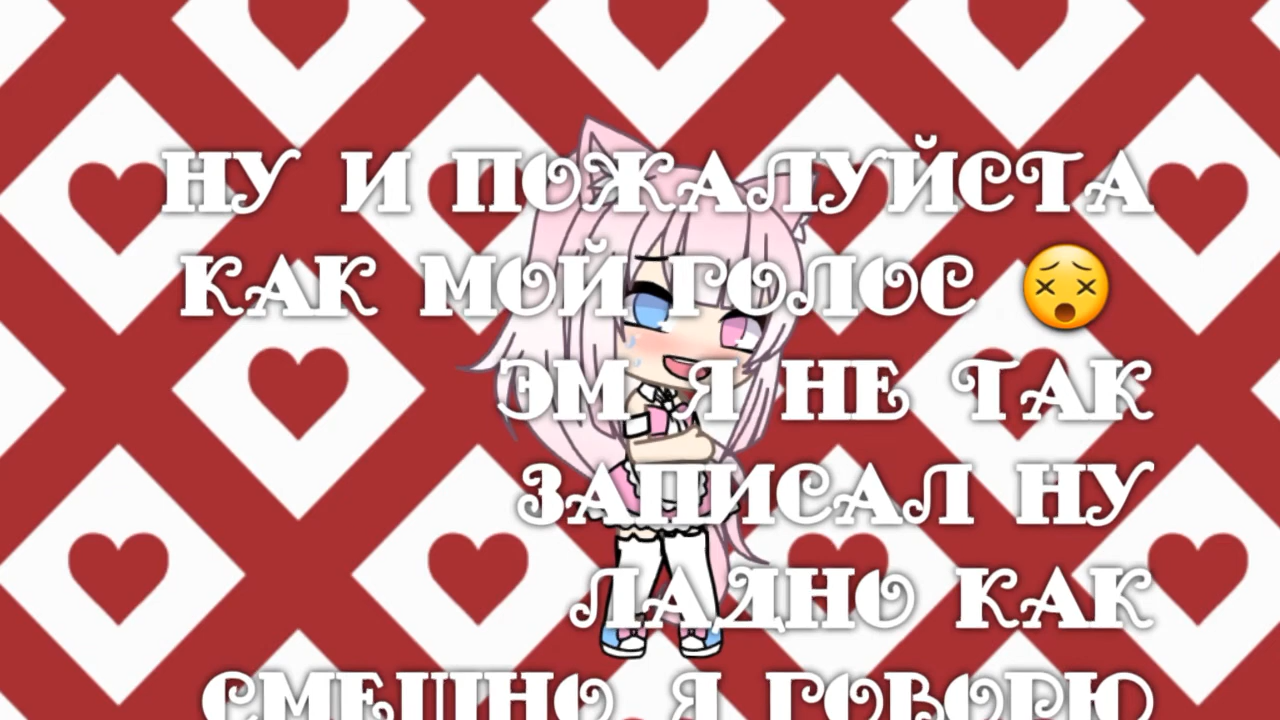 НУ И ПОЖАЛУЙСТА
КАК МОЙ ГОЛОС 😵
ЭМ Я НЕ ТАК
ЗАПИСАЛ НУ
ЛАДНО КАК
СМЕШНО Я ГОВОРЮ